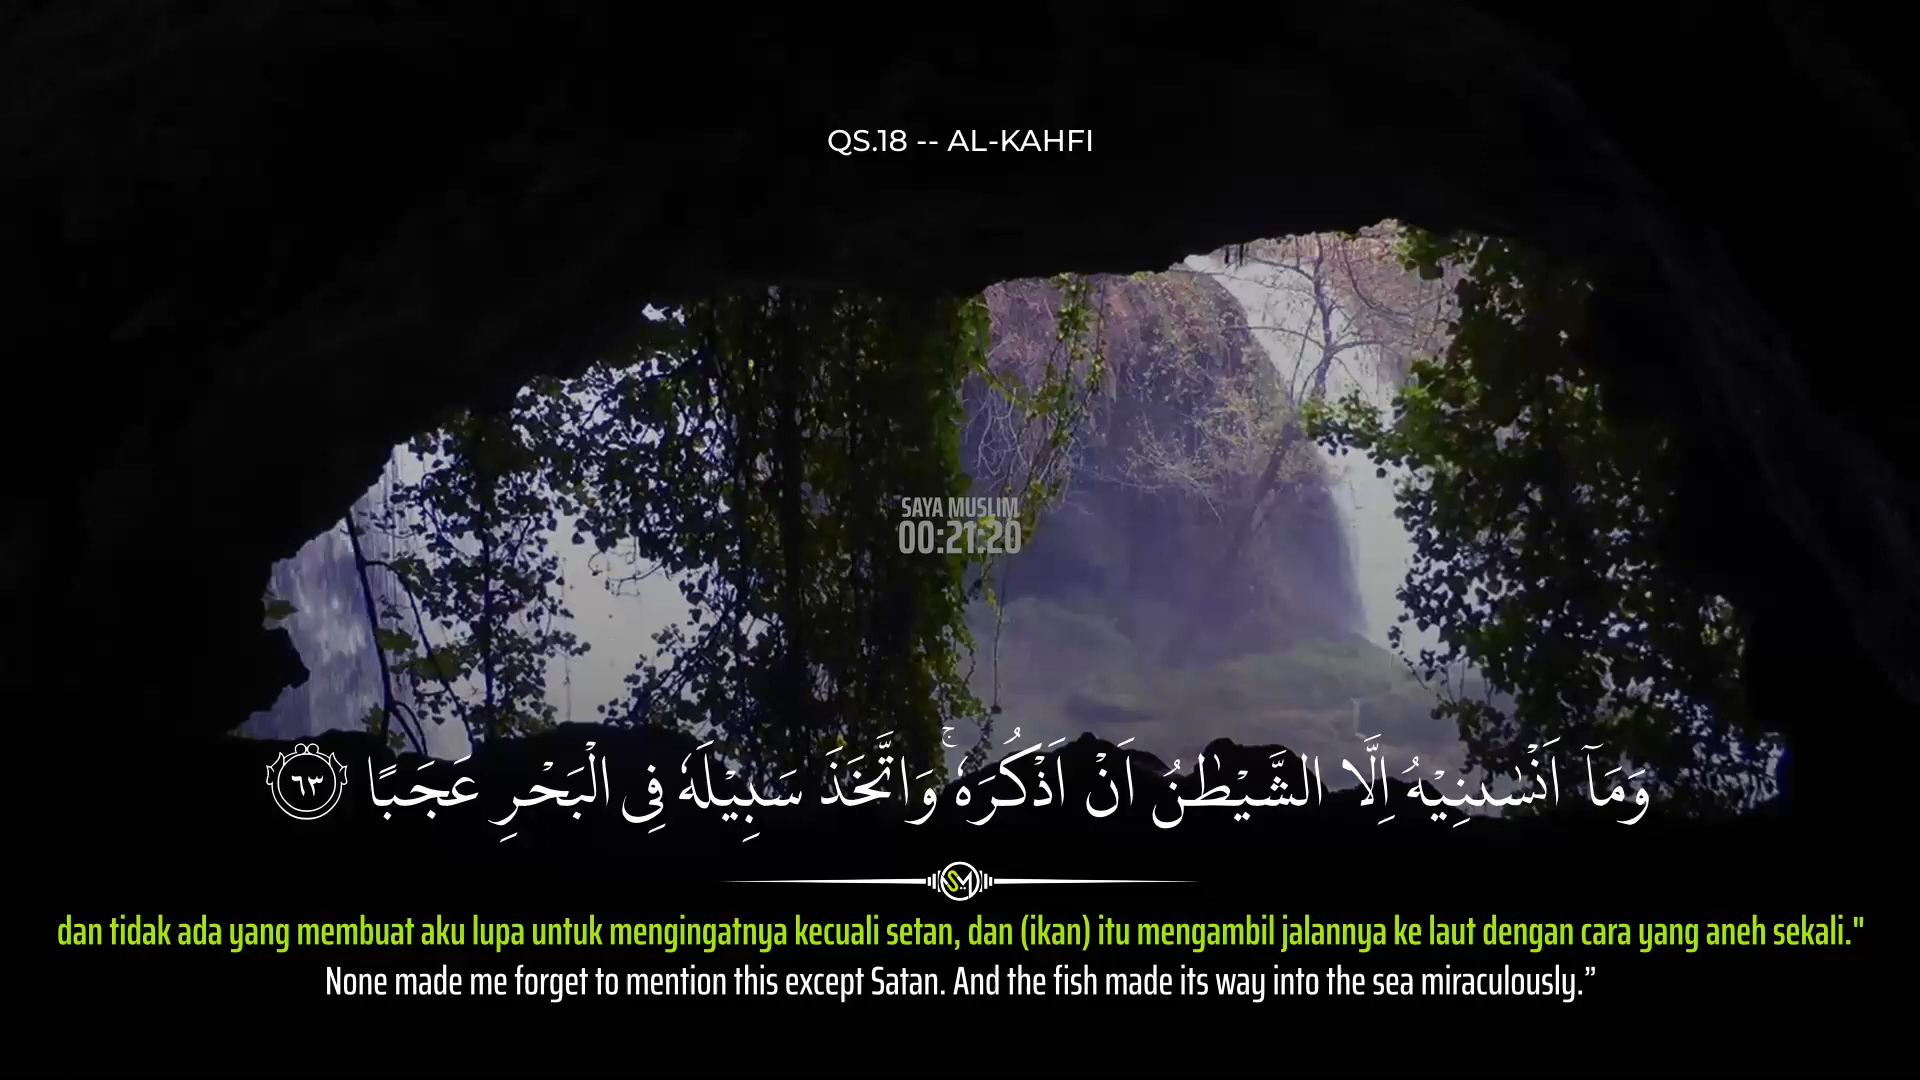 QS.18 -- AL-KAHFI
SAYA MUSLIM
00:21:20
وَمَآ اَنْسٰىنِيْهُ اِلَّا الشَّيْطٰنُ اَنْ اَذْكُرَهٗۚ وَاتَّخَذَ سَبِيْلَهٗ فِى الْبَحْرِ عَجَبًا ٦٣
dan tidak ada yang membuat aku lupa untuk mengingatnya kecuali setan, dan (ikan) itu mengambil jalannya ke laut dengan cara yang aneh sekali."
None made me forget to mention this except Satan. And the fish made its way into the sea miraculously.”